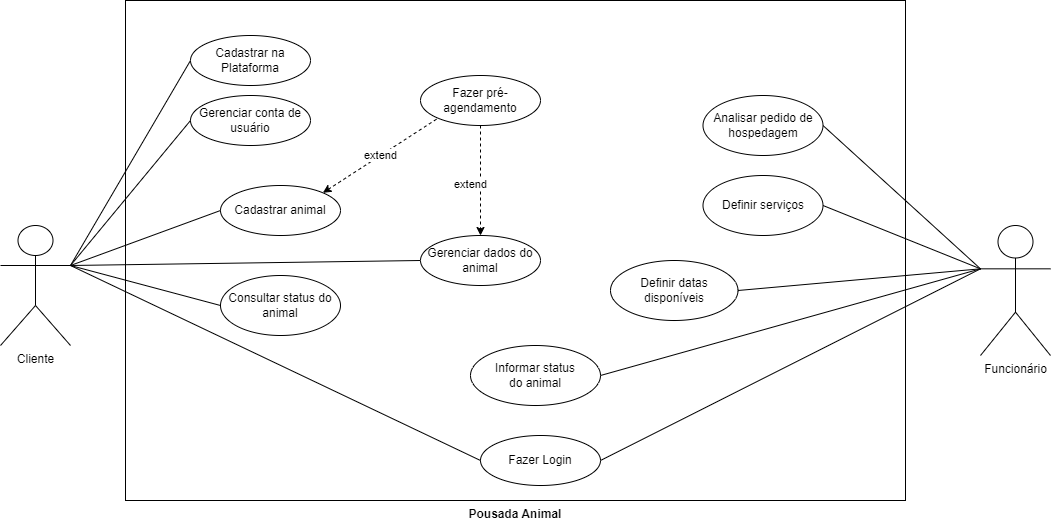 Cadastrar na
Plataforma
Gerenciar conta de
usuário
Fazer pré-
agendamento
Analisar pedido de
hospedagem
extend
extend
Cadastrar animal
Definir serviços
Gerenciar dados do
animal
Consultar status do
animal
Definir datas
disponíveis
Cliente
Informar status
do animal
Funcionário
Fazer Login
Pousada Animal